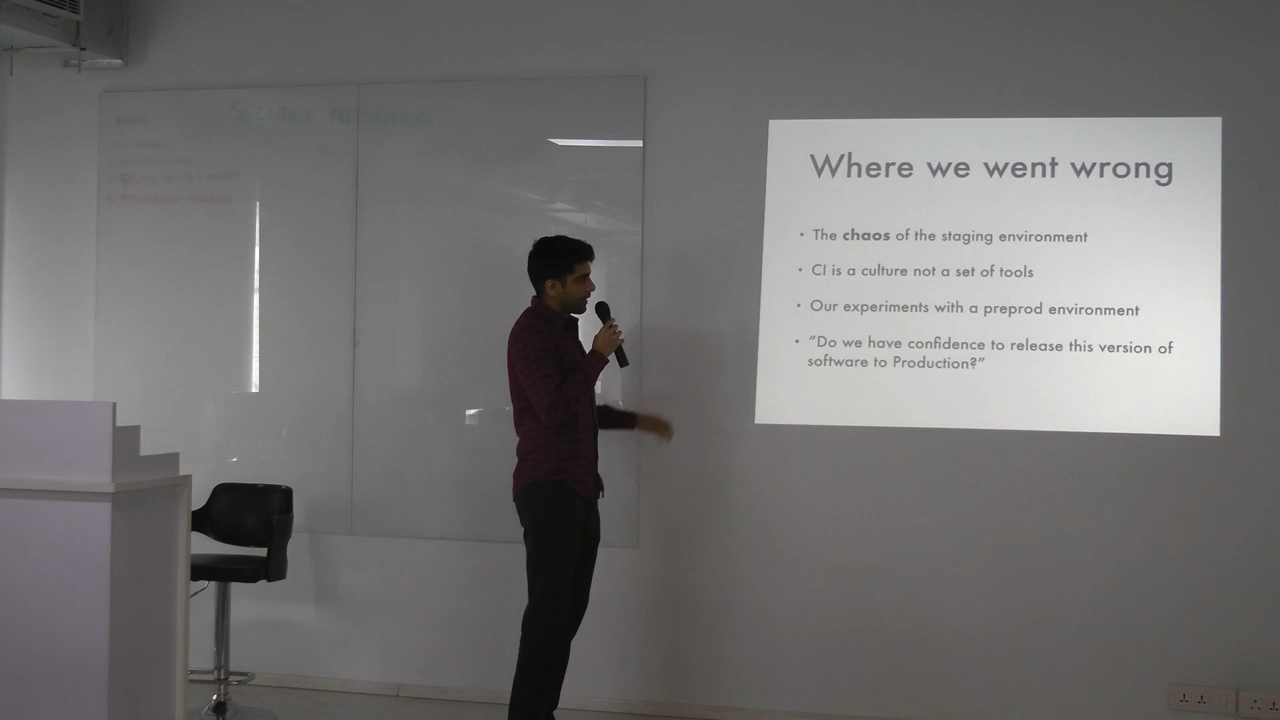 SOLUTION
Where we went wrong
• The chaos of the staging environment
• CI is a culture not a set of tools
• Our experiments with a preprod environment
• “Do we have confidence to release this version of
software to Production?”